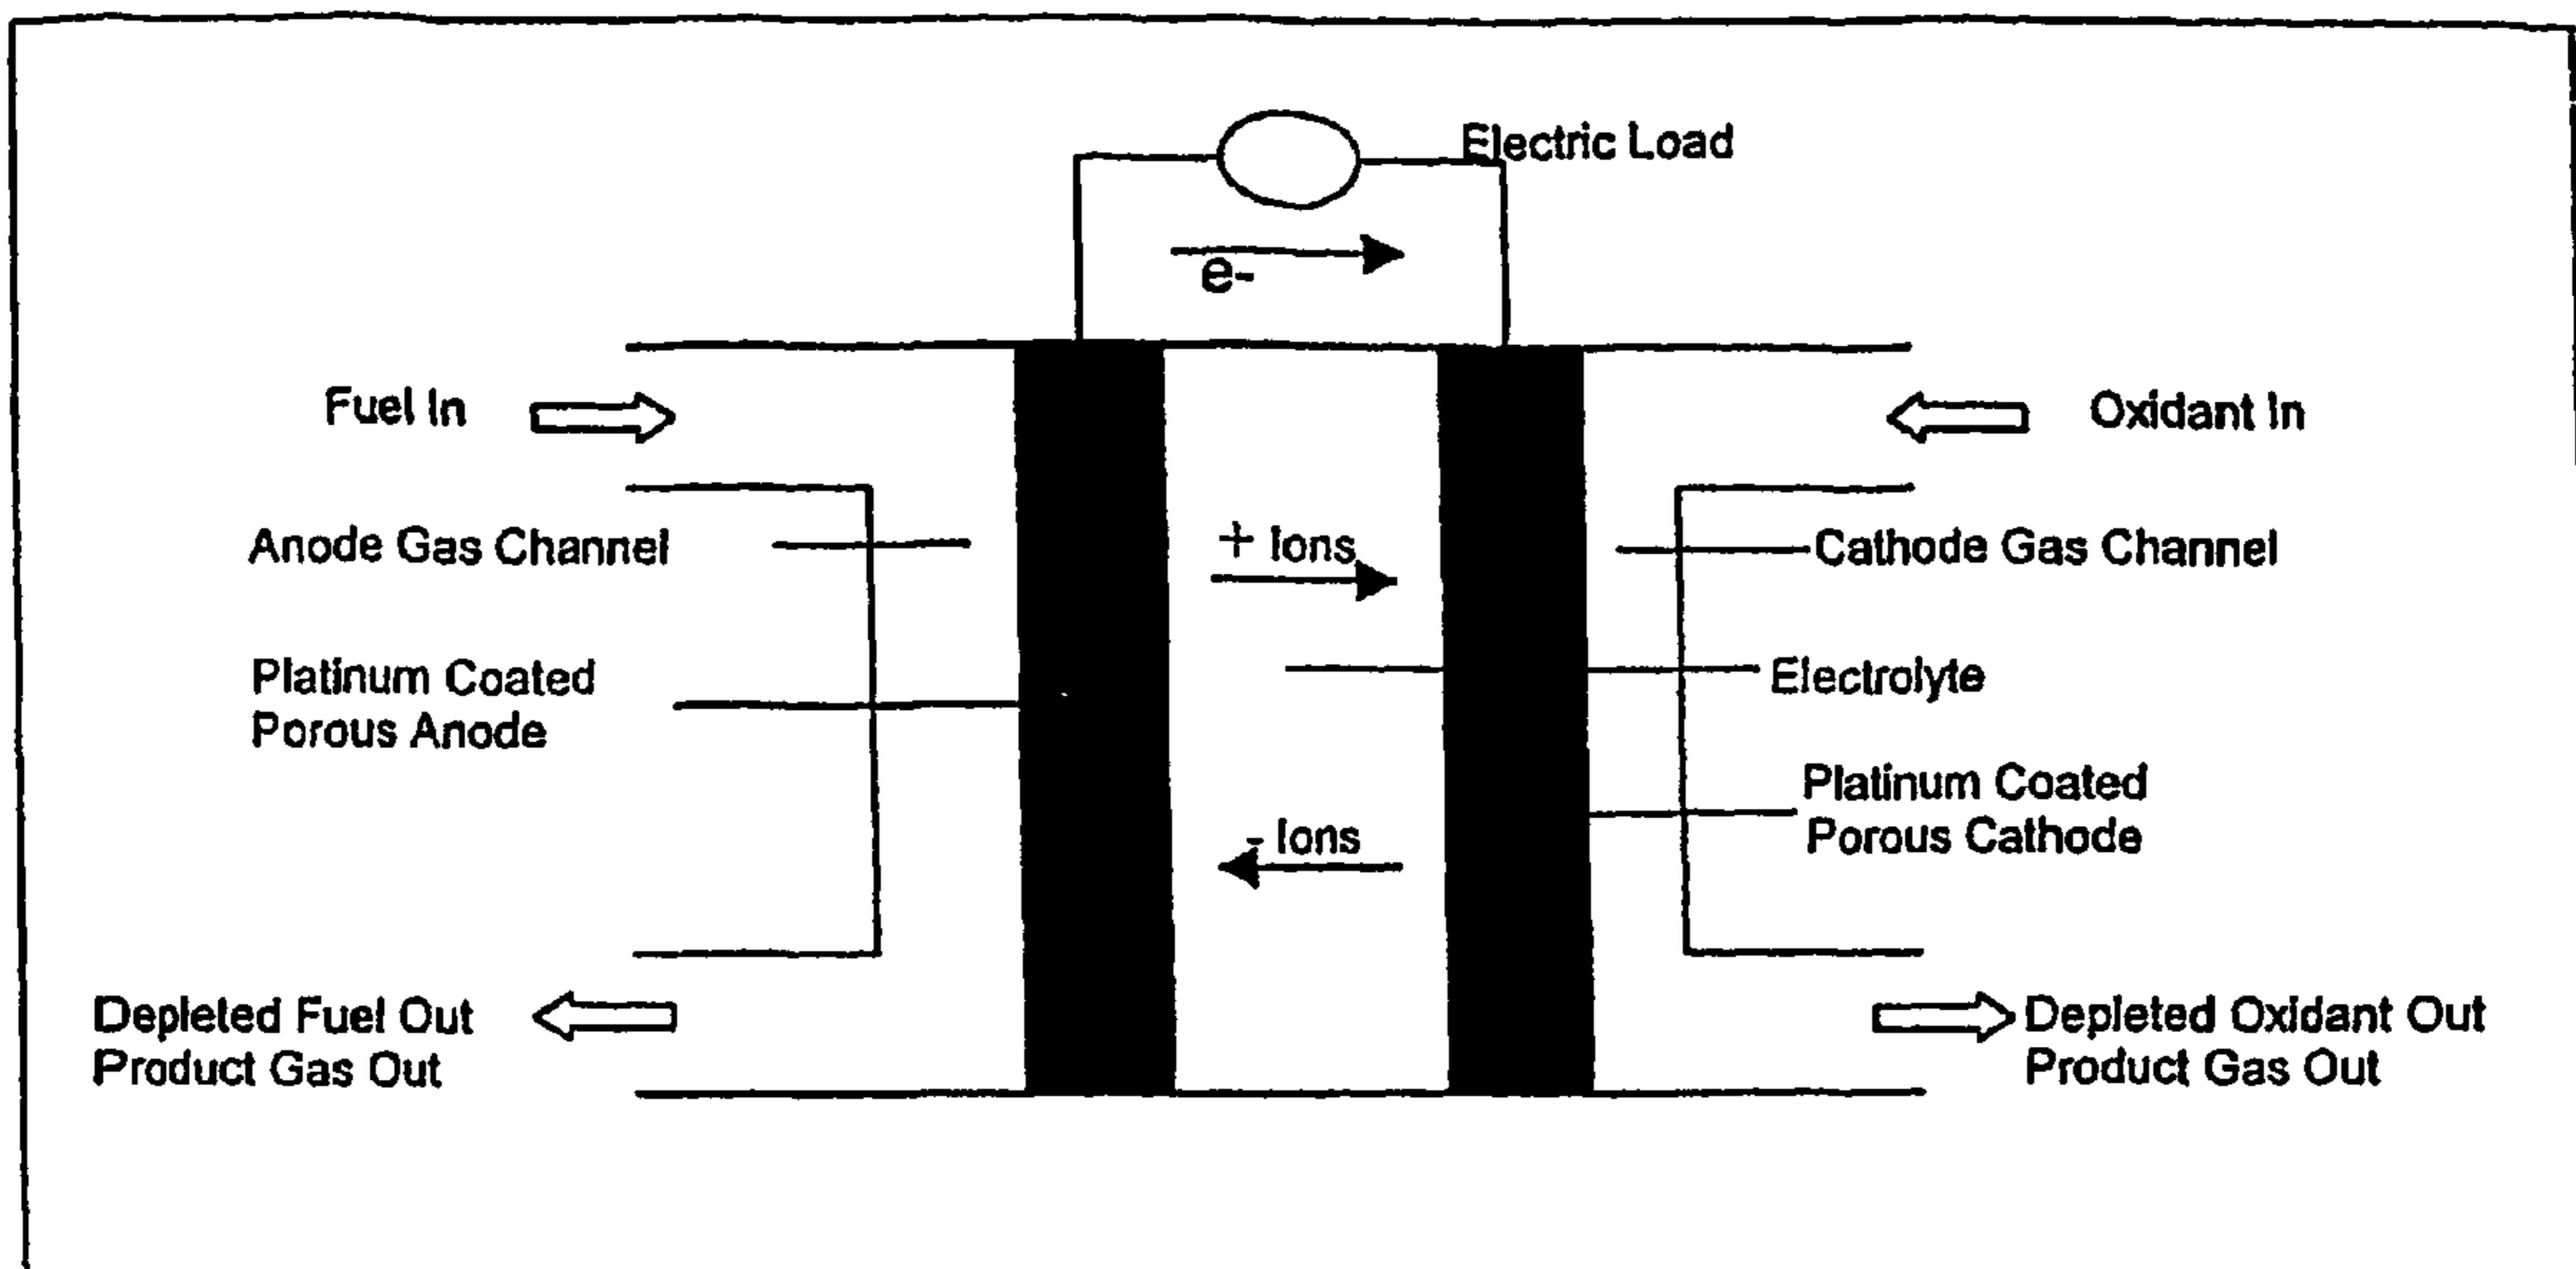 Electric Load
e-
Fuel In
Oxidant In
Anode Gas Channel
+ Ions
Cathode Gas Channel
Platinum Coated
Porous Anode
Electrolyte
Platinum Coated
Porous Cathode
- Ions
Depleted Fuel Out
Product Gas Out
Depleted Oxidant Out
Product Gas Out